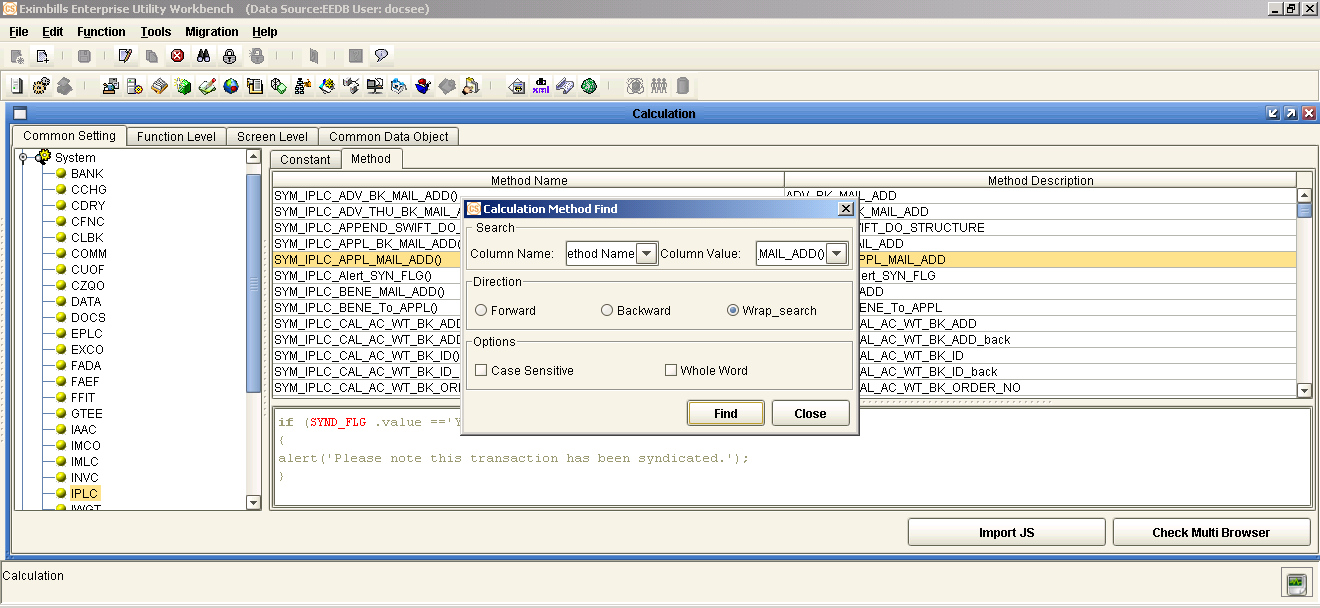 Eximbills Enterprise Utility Workbench (Data Source:EEDB User: docsee)
File Edit Function Tools Migration Help
Calculation
Common Setting Function Level Screen Level Common Data Object
System
BANK
CCHG
CDRY
CFNC
CLBK
COMM
CUOF
CZQO
DATA
DOCS
EPLC
EXCO
FADA
FAEF
FFIT
GTEE
IAAC
IMCO
IMLC
INVC
IPLC
IWGT
Constant Method
Method Name Method Description
SYM_IPLC_ADV_BK_MAIL_ADD() ADV_BK_MAIL_ADD
SYM_IPLC_ADV_THU_BK_MAIL_A K_MAIL_ADD
SYM_IPLC_APPEND_SWIFT_DO_ IFT_DO_STRUCTURE
SYM_IPLC_APPL_BK_MAIL_ADD() AIL_ADD
SYM_IPLC_APPL_MAIL_ADD() PPL_MAIL_ADD
SYM_IPLC_Alert_SYN_FLG() lert_SYN_FLG
SYM_IPLC_BENE_MAIL_ADD() ADD
SYM_IPLC_BENE_To_APPL() ENE_To_APPL
SYM_IPLC_CAL_AC_WT_BK_ADD AL_AC_WT_BK_ADD
SYM_IPLC_CAL_AC_WT_BK_ADD AL_AC_WT_BK_ADD_back
SYM_IPLC_CAL_AC_WT_BK_ID() AL_AC_WT_BK_ID
SYM_IPLC_CAL_AC_WT_BK_ID_ AL_AC_WT_BK_ID_back
SYM_IPLC_CAL_AC_WT_BK_ORI AL_AC_WT_BK_ORDER_NO
Calculation Method Find
Search
Column Name: ethod Name Column Value: MAIL_ADD()
Direction
Forward Backward Wrap_search
Options
Case Sensitive Whole Word
Find Close
if (SYND_FLG .value =='Y
{
alert('Please note this transaction has been syndicated.');
}
Import JS Check Multi Browser
Calculation